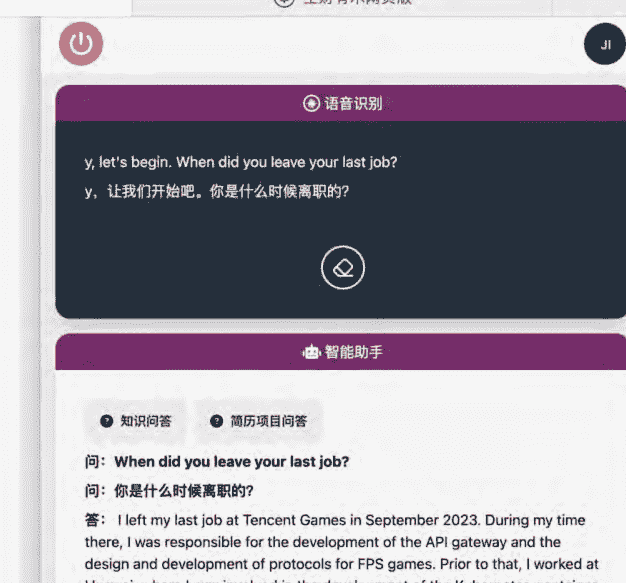 JI
语音识别
y, let's begin. When did you leave your last job?
y，让我们开始吧。你是什么时候离职的?
智能助手
? 知识问答 ? 简历项目问答
问：When did you leave your last job?
问：你是什么时候离职的?
答： I left my last job at Tencent Games in September 2023. During my time
there, I was responsible for the development of the API gateway and the
design and development of protocols for FPS games. Prior to that, I worked at